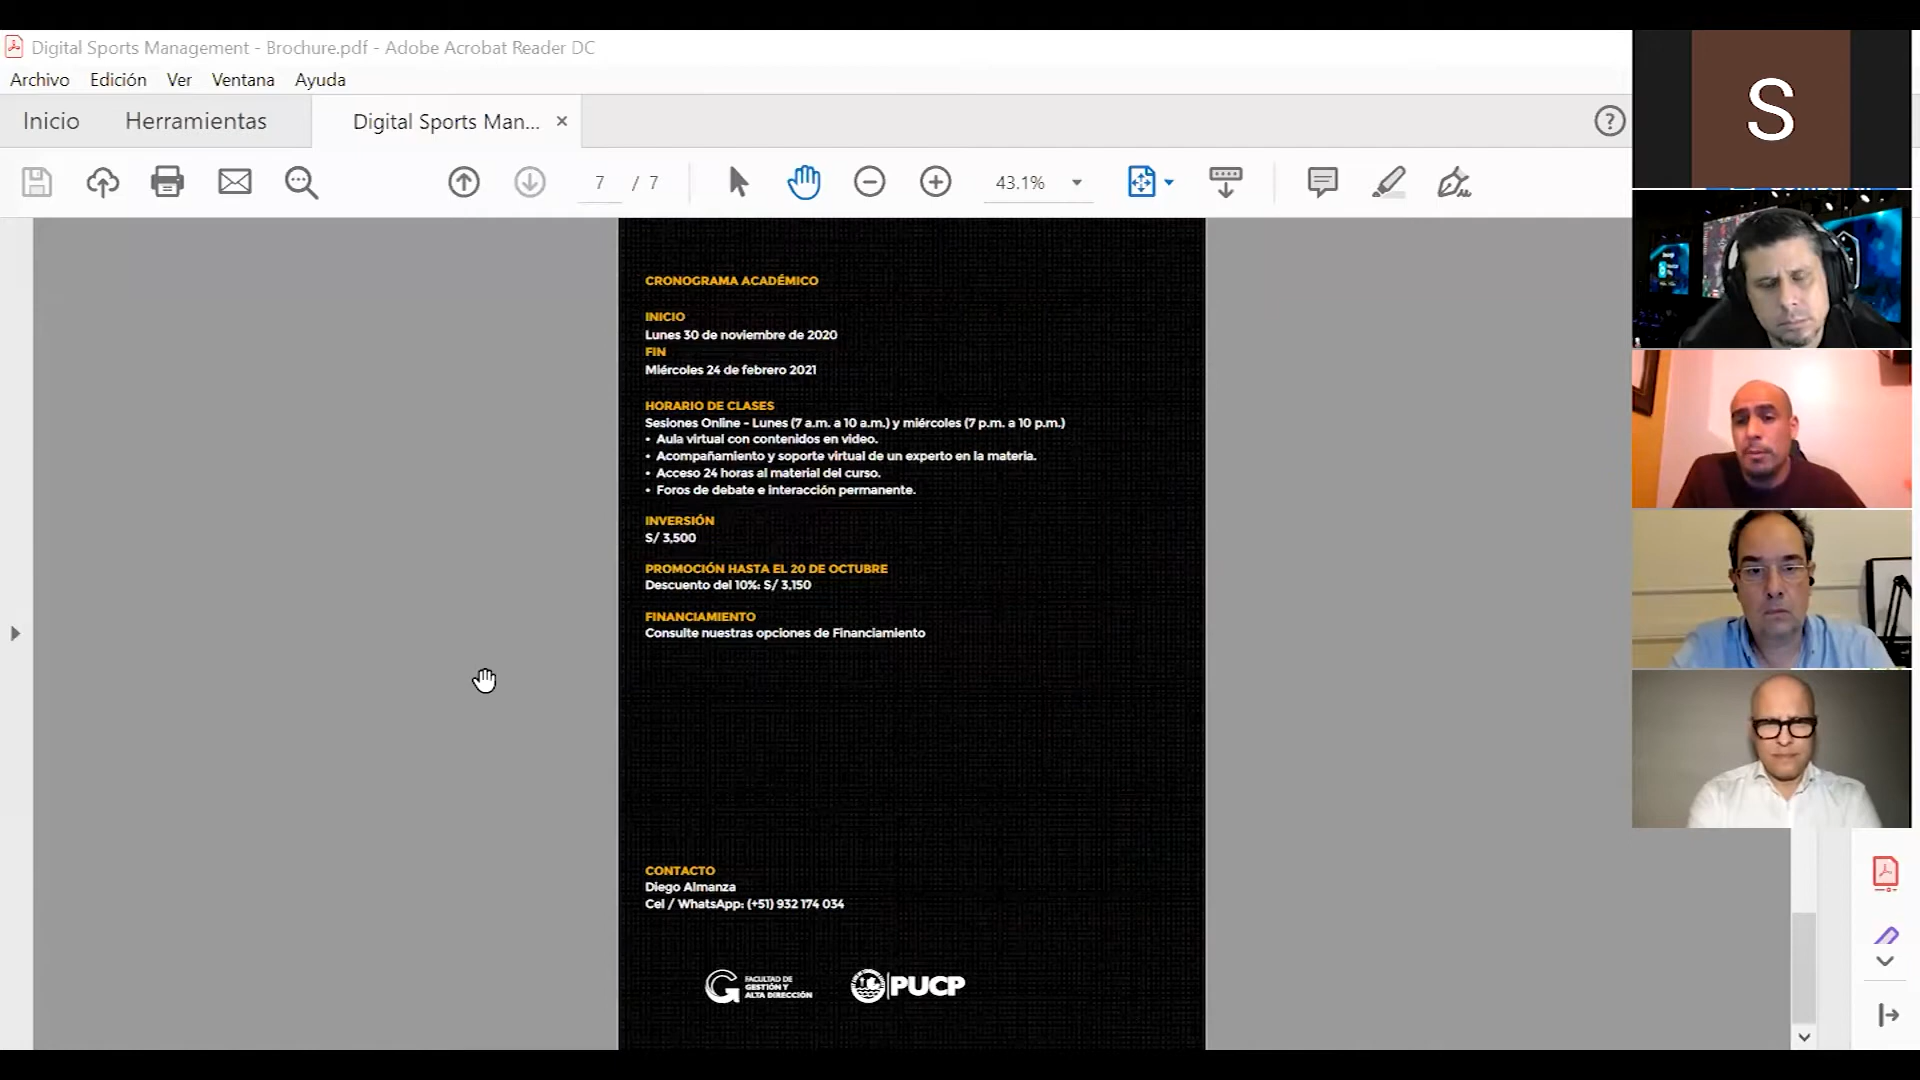 Digital Sports Management - Brochure.pdf - Adobe Acrobat Reader DC
Archivo Edición Ver Ventana Ayuda
Inicio Herramientas Digital Sports Man... ×
7 / 7 43.1%
CRONOGRAMA ACADÉMICO
INICIO
Lunes 30 de noviembre de 2020
FIN
Miércoles 24 de febrero 2021
HORARIO DE CLASES
Sesiones Online - Lunes (7 a.m. a 10 a.m.) y miércoles (7 p.m. a 10 p.m.)
• Aula virtual con contenidos en video.
• Acompañamiento y soporte virtual de un experto en la materia.
• Acceso 24 horas al material del curso.
• Foros de debate e interacción permanente.
INVERSIÓN
S/ 3,500
PROMOCIÓN HASTA EL 20 DE OCTUBRE
Descuento del 10%: S/ 3,150
FINANCIAMIENTO
Consulte nuestras opciones de Financiamiento
CONTACTO
Diego Almanza
Cel / WhatsApp: (+51) 932 174 034
G FACULTAD DE
GESTIÓN Y
ALTA DIRECCIÓN
PUCP
S